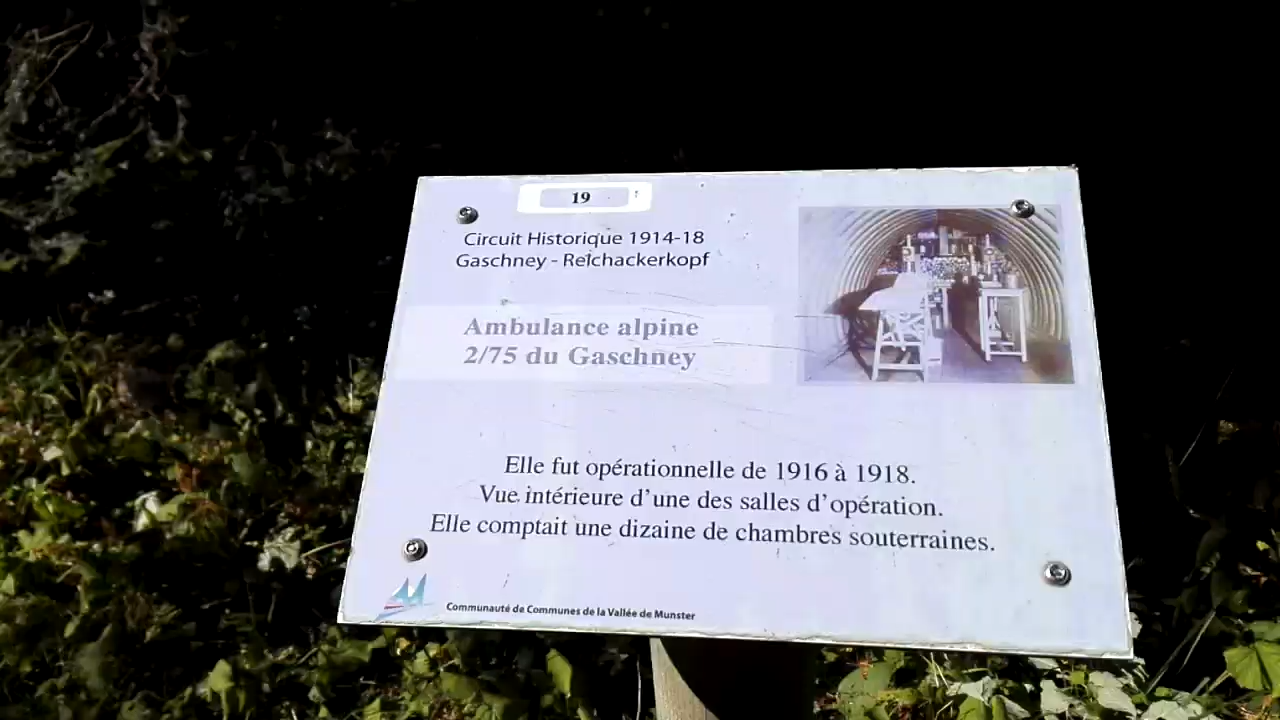 19
Circuit Historique 1914-18
Gaschney - Reichackerkopf
Ambulance alpine
2/75 du Gaschney
Elle fut opérationnelle de 1916 à 1918.
Vue intérieure d'une des salles d'opération.
Elle comptait une dizaine de chambres souterraines.
Communauté de Communes de la Vallée de Munster